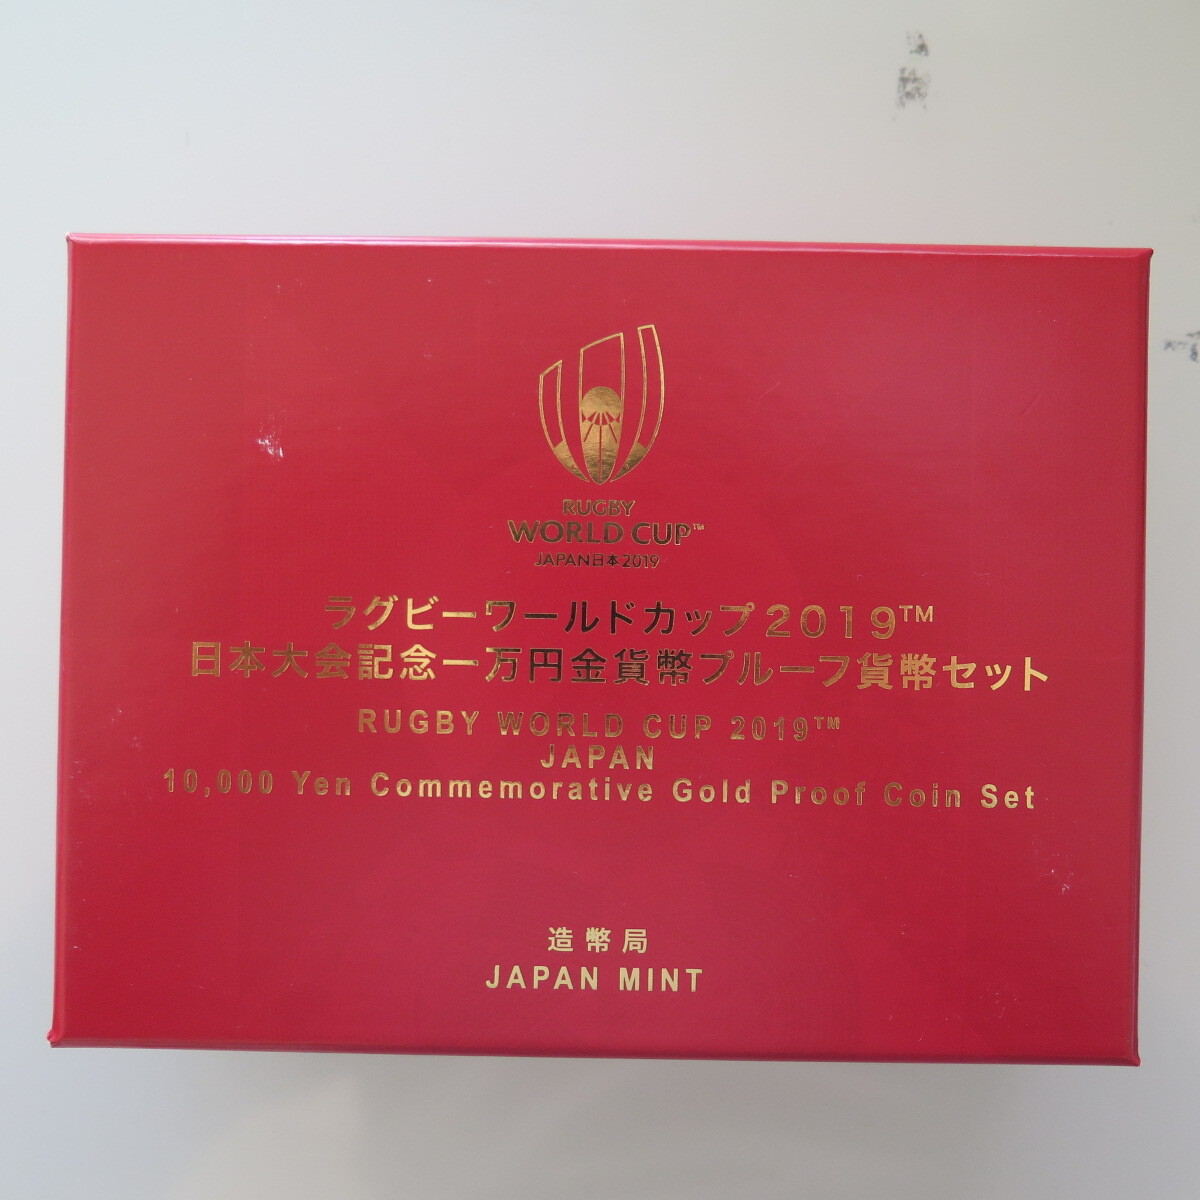 RUGBY
WORLD CUP™
JAPAN日本2019
ラグビーワールドカップ2019™
日本大会記念一万円金貨幣プルーフ貨幣セット
RUGBY WORLD CUP 2019™
JAPAN
10,000 Yen Commemorative Gold Proof Coin Set
造幣局
JAPAN MINT